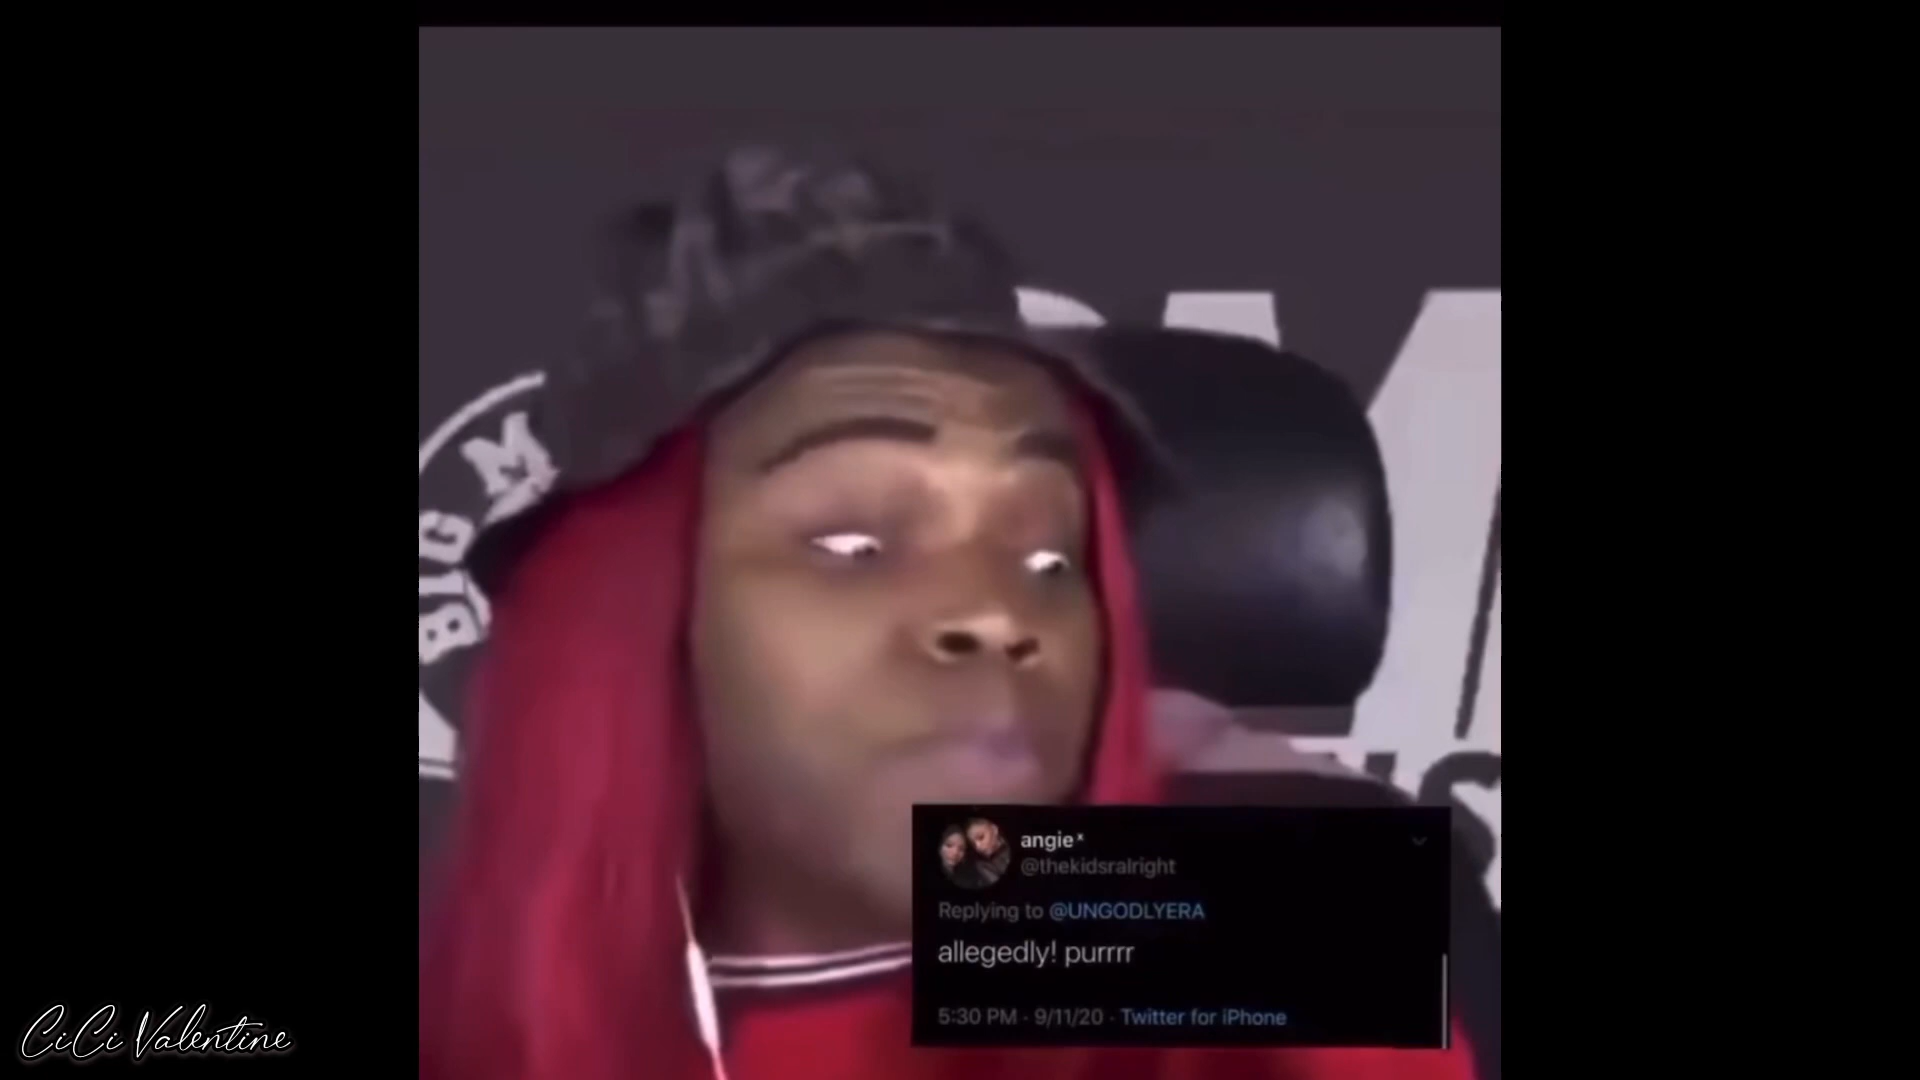 BIG M
angie x
@thekidsralright
Replying to @UNGODLYERA
allegedly! purrrr
5:30 PM - 9/11/20 - Twitter for iPhone
CiCi Valentine